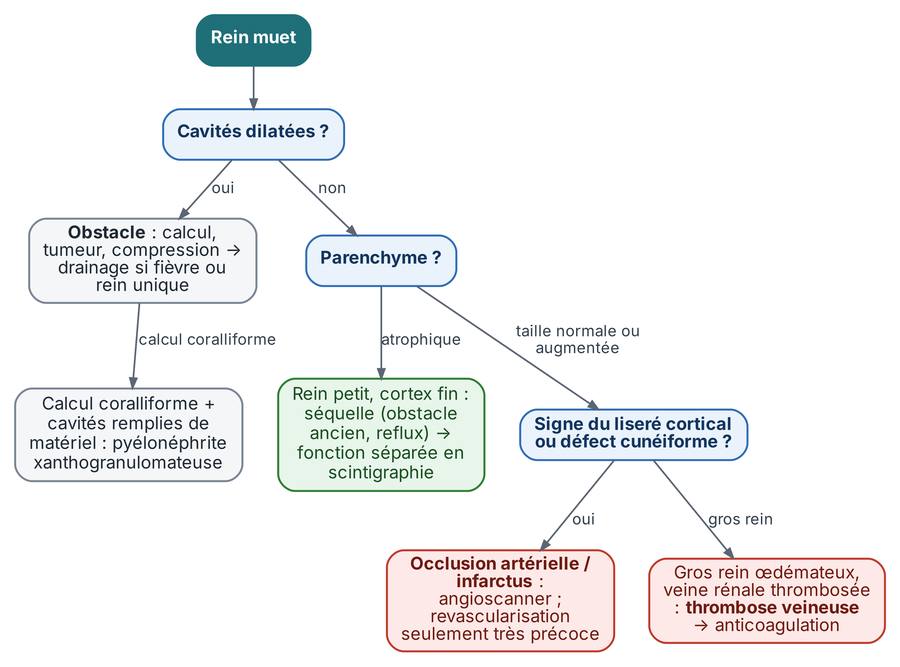 Rein muet
Cavités dilatées ?
oui
non
Obstacle : calcul,
tumeur, compression →
drainage si fièvre ou
rein unique
Parenchyme ?
calcul coralliforme
atrophique
taille normale ou
augmentée
Calcul coralliforme +
cavités remplies de
matériel : pyélonéphrite
xanthogranulomateuse
Rein petit, cortex fin :
séquelle (obstacle
ancien, reflux) →
fonction séparée en
scintigraphie
Signe du liseré cortical
ou défect cunéiforme ?
oui
gros rein
Occlusion artérielle /
infarctus :
angioscanner ;
revascularisation
seulement très précoce
Gros rein œdémateux,
veine rénale thrombosée
: thrombose veineuse
→ anticoagulation